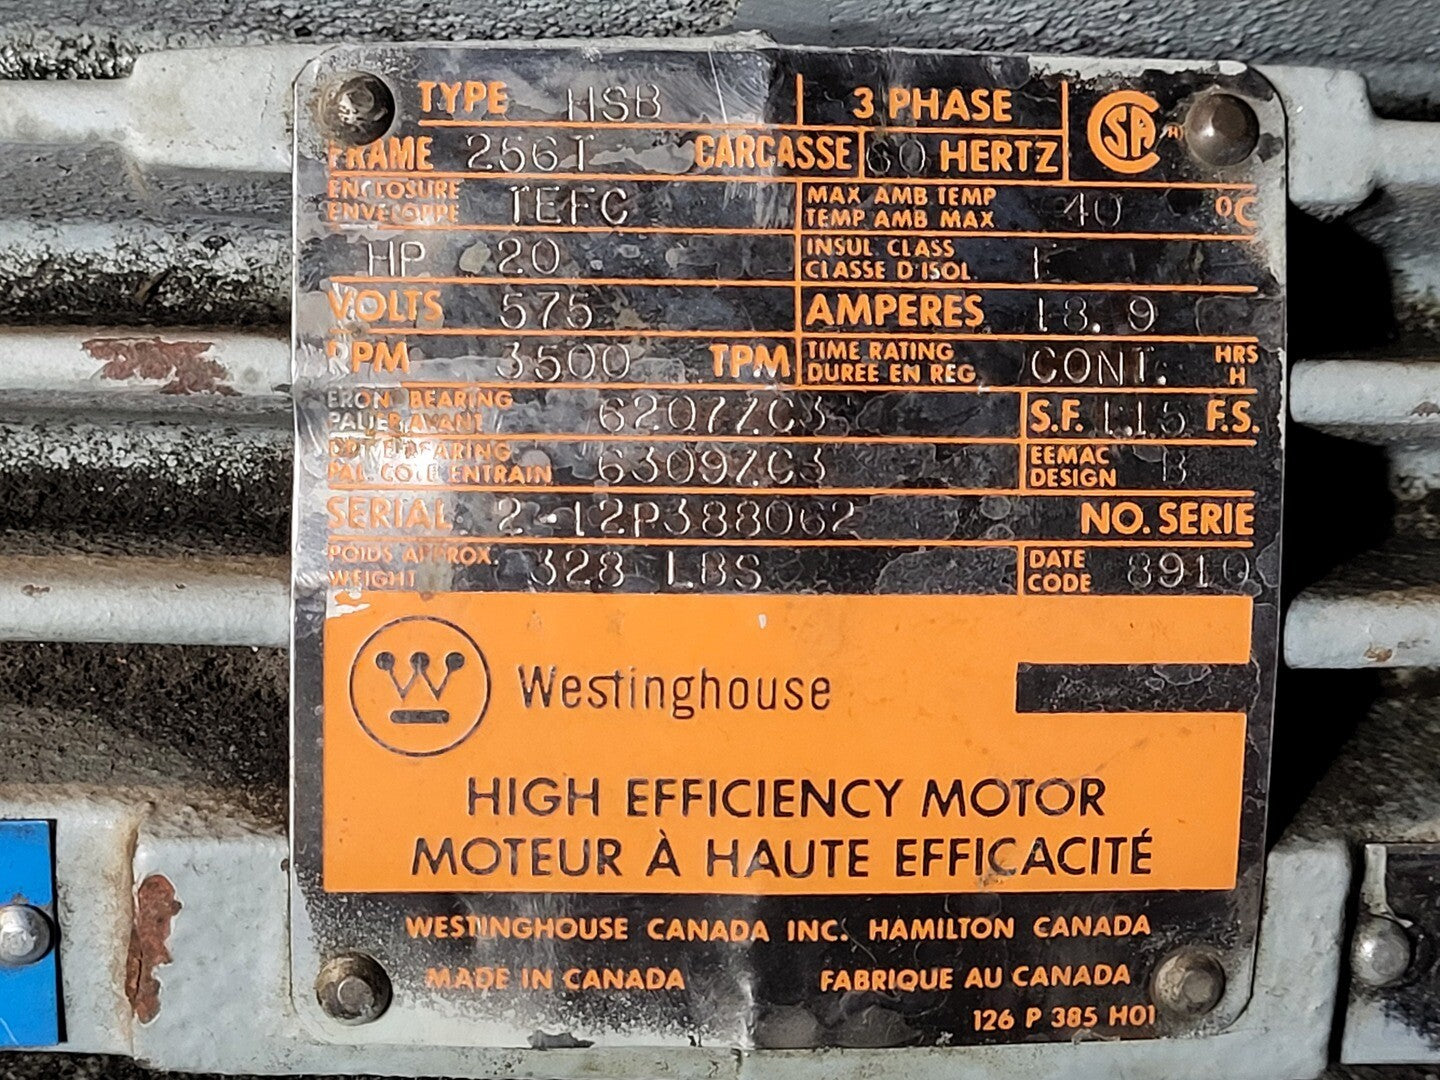 TYPE HSB 3 PHASE CSA
FRAME 256T CARCASSE 60 HERTZ
ENCLOSURE
ENVELOPPE TEFC
MAX AMB TEMP
TEMP AMB MAX 40 °C
HP 20
INSUL CLASS
CLASSE D'ISOL. F
VOLTS 575 AMPERES 18.9
RPM 3500 TPM
TIME RATING
DUREE EN REG. CONT. HRS
H
FRONT BEARING
PALIER AVANT 6207ZC3 S.F. 1.15 F.S.
DRIVE BEARING
PAL. COTE ENTRAIN 6309ZC3
EEMAC
DESIGN B
SERIAL 2-12P388062 NO. SERIE
POIDS APPROX.
WEIGHT 328 LBS
DATE
CODE 8910
W Westinghouse
HIGH EFFICIENCY MOTOR
MOTEUR À HAUTE EFFICACITÉ
WESTINGHOUSE CANADA INC. HAMILTON CANADA
MADE IN CANADA FABRIQUE AU CANADA
126 P 385 H01